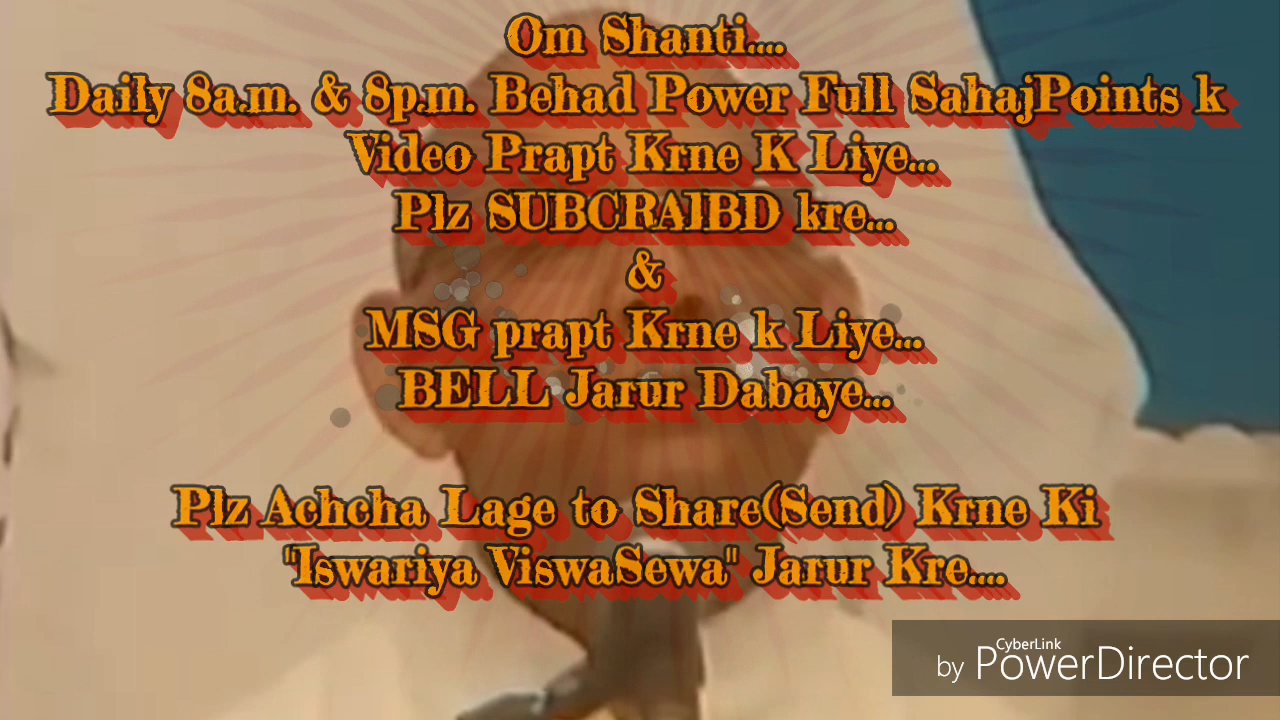 Om Shanti....
Daily 8a.m. & 8p.m. Behad Power Full SahajPoints k
Video Prapt Krne K Liye...
Plz SUBCRAIBD kre...
&
MSG prapt Krne k Liye...
BELL Jarur Dabaye...
Plz Achcha Lage to Share(Send) Krne Ki
"Iswariya ViswaSewa" Jarur Kre....
CyberLink
by PowerDirector